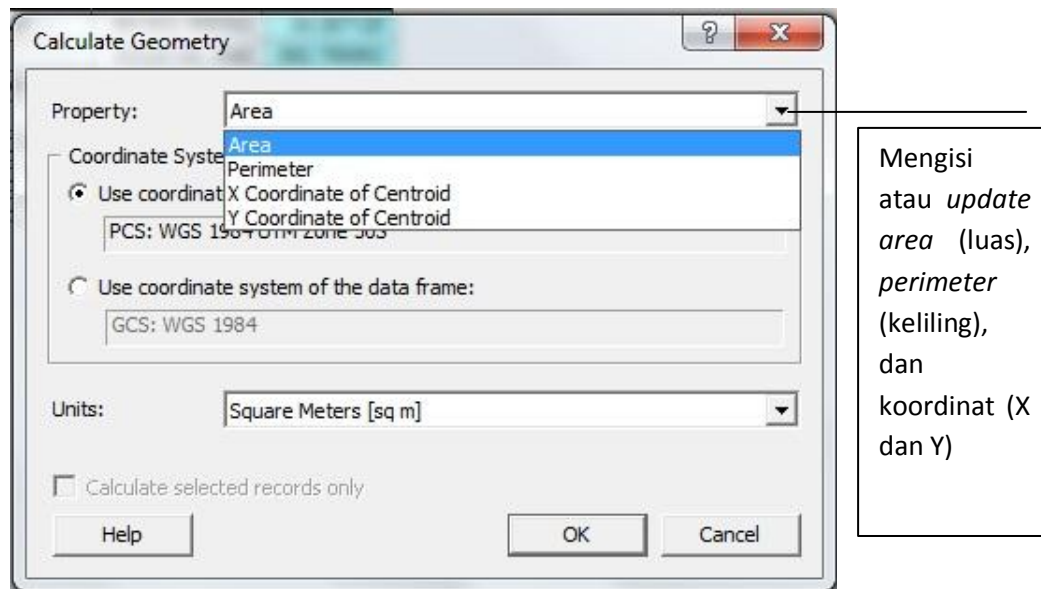 Calculate Geometry
Property:
Area
Area
Perimeter
X Coordinate of Centroid
Y Coordinate of Centroid
Coordinate Syste
Use coordinat
PCS: WGS
Use coordinate system of the data frame:
GCS: WGS 1984
Units:
Square Meters [sq m]
Calculate selected records only
Help
OK
Cancel
Mengisi
atau update
area (luas),
perimeter
(keliling),
dan
koordinat (X
dan Y)